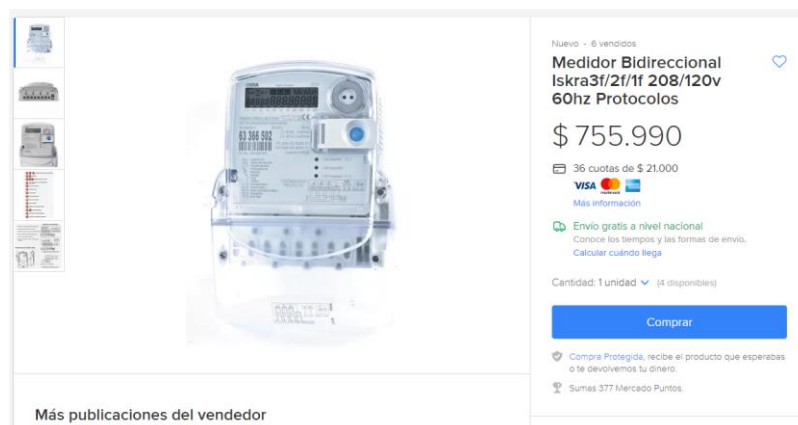 Nuevo - 6 vendidos
Medidor Bidireccional
Iskra3f/2f/1f 208/120v
60hz Protocolos
$ 755.990
36 cuotas de $ 21.000
VISA
Más información
Envío gratis a nivel nacional
Conoce los tiempos y las formas de envío.
Calcular cuándo llega
Cantidad: 1 unidad (4 disponibles)
Comprar
Compra Protegida, recibe el producto que esperabas
o te devolvemos tu dinero.
Sumas 377 Mercado Puntos.
Más publicaciones del vendedor
63 366 502